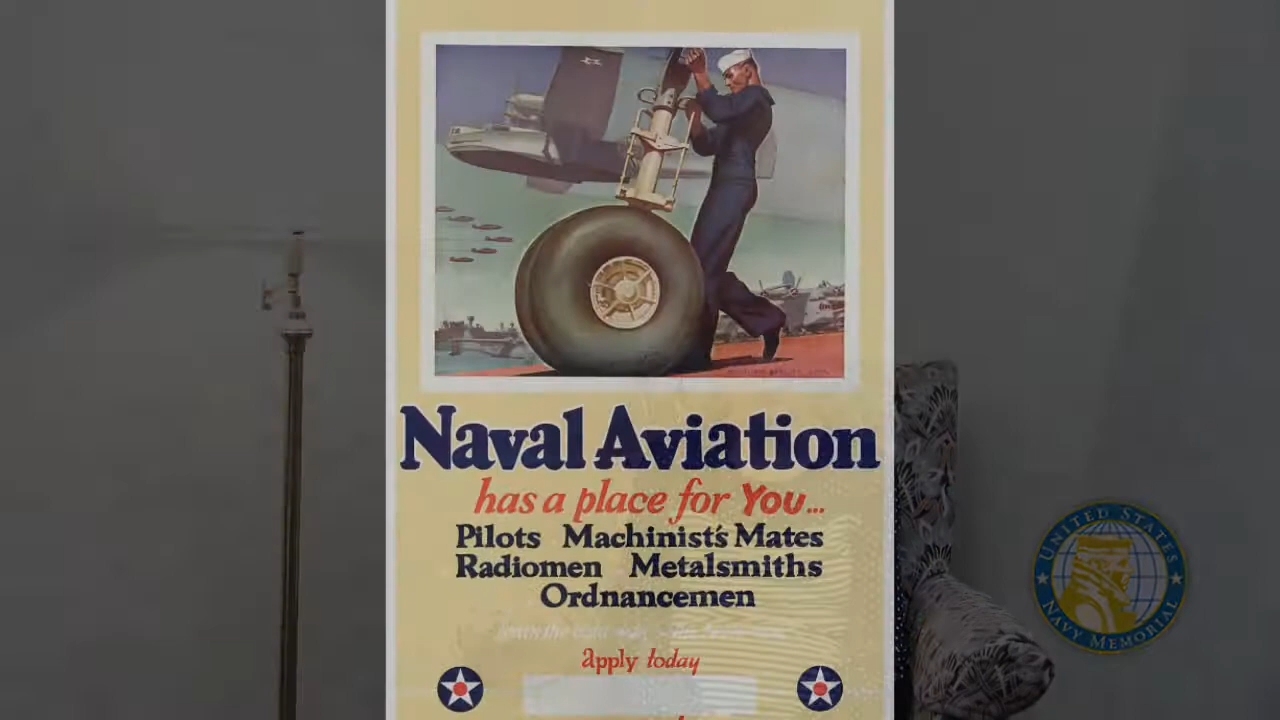 Naval Aviation
has a place for You...
Pilots Machinist's Mates
Radiomen Metalsmiths
Ordnancemen
Apply today
UNITED STATES
NAVY MEMORIAL